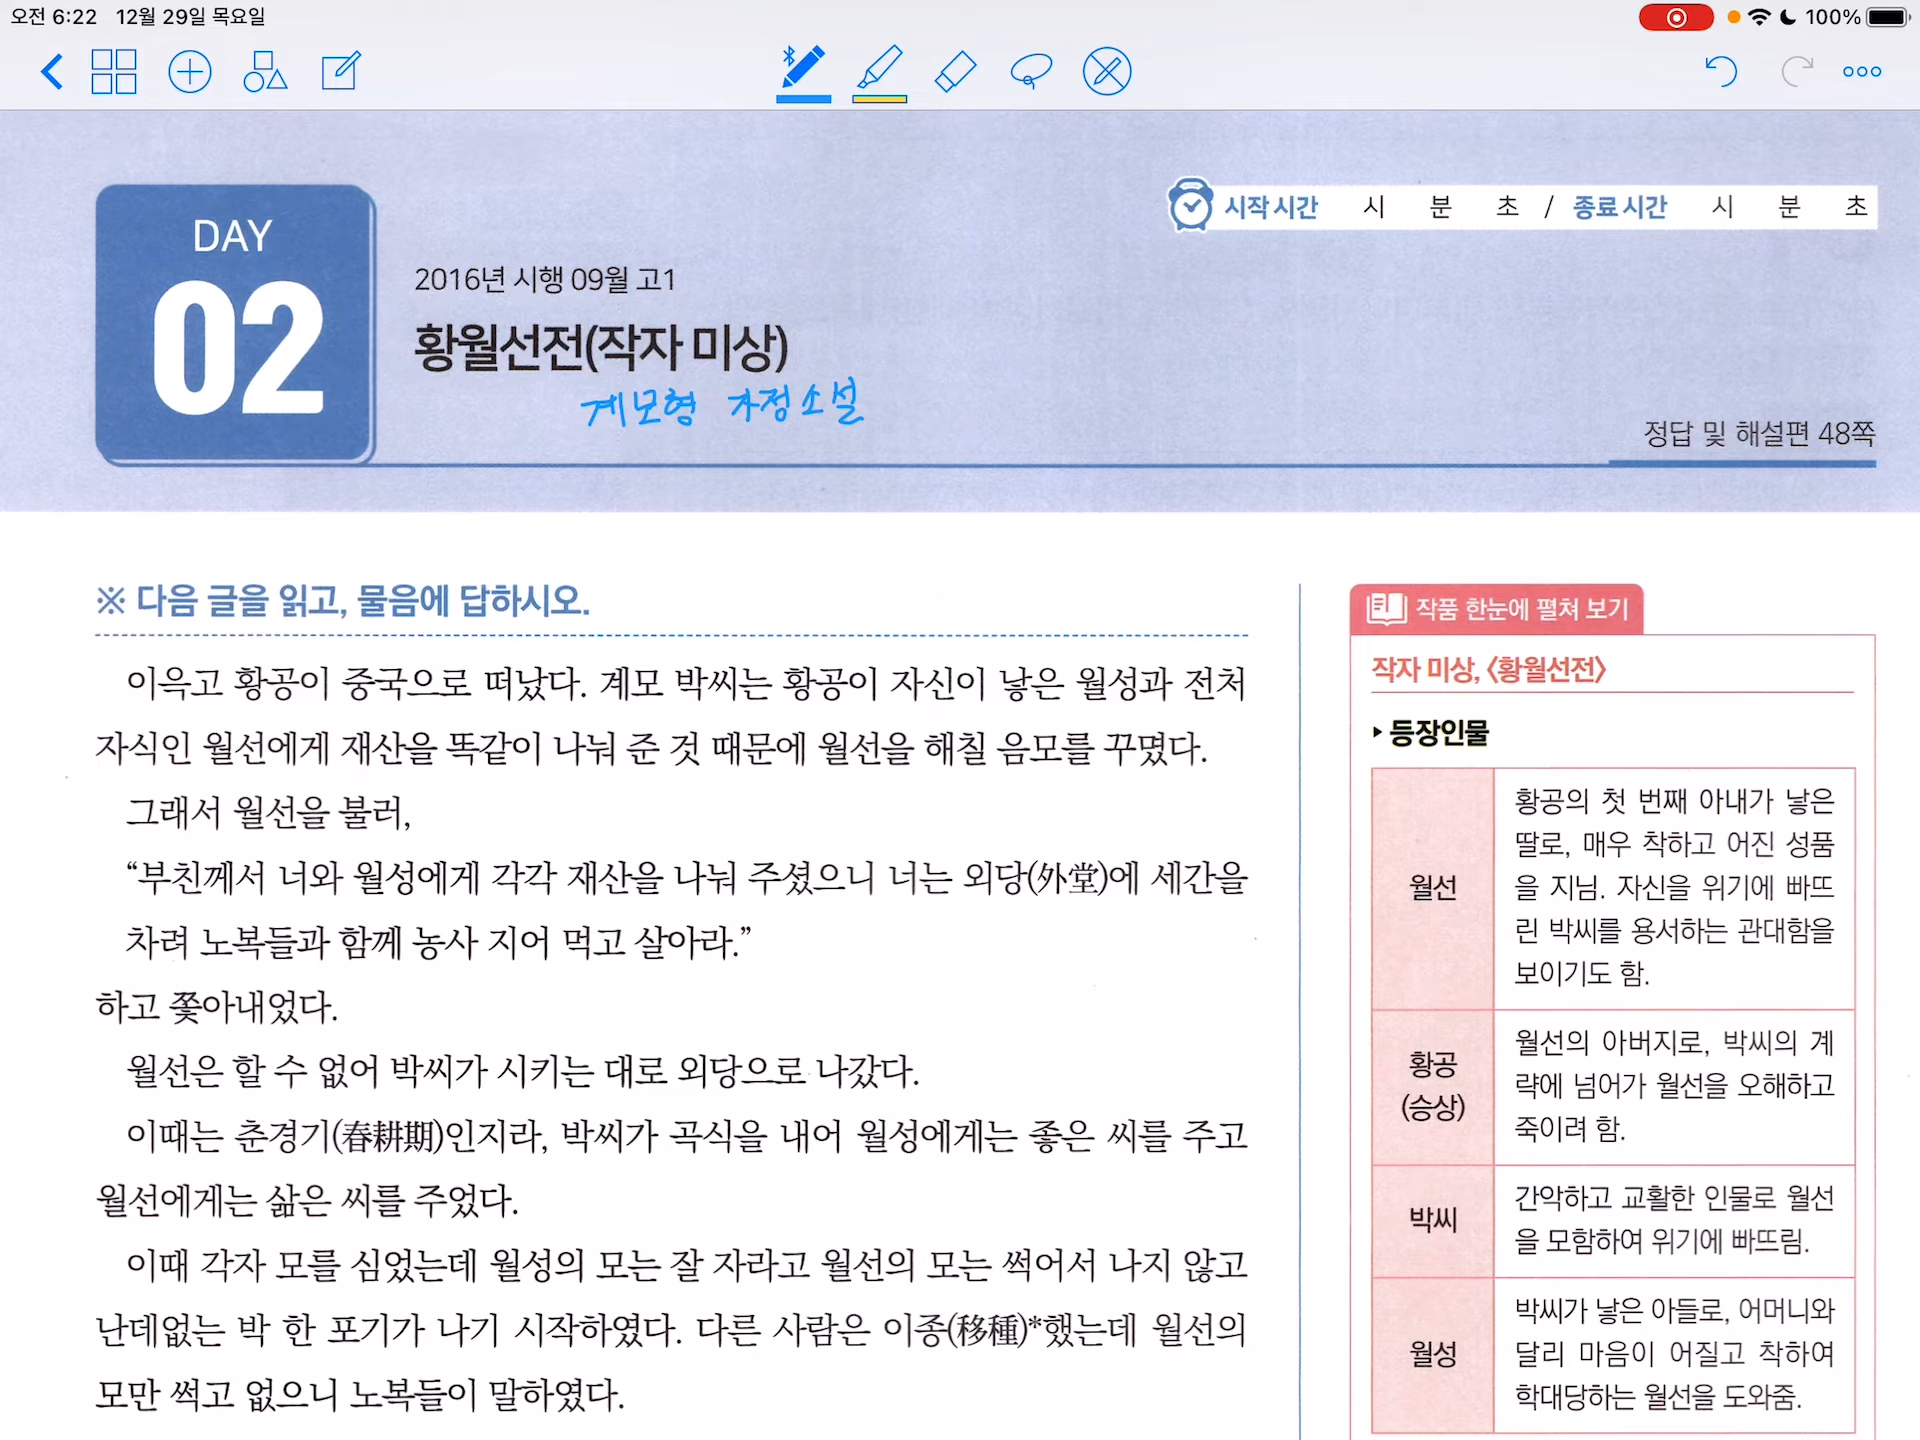 오전 6:22 12월 29일 목요일
100%
DAY
02
시작 시간 시 분 초 / 종료 시간 시 분 초
2016년 시행 09월 고1
황월선전(작자 미상)
계모형 가정소설
정답 및 해설편 48쪽
※ 다음 글을 읽고, 물음에 답하시오.
이윽고 황공이 중국으로 떠났다. 계모 박씨는 황공이 자신이 낳은 월성과 전처
자식인 월선에게 재산을 똑같이 나눠 준 것 때문에 월선을 해칠 음모를 꾸몄다.
그래서 월선을 불러,
“부친께서 너와 월성에게 각각 재산을 나눠 주셨으니 너는 외당(外堂)에 세간을
차려 노복들과 함께 농사 지어 먹고 살아라.”
하고 쫓아내었다.
월선은 할 수 없어 박씨가 시키는 대로 외당으로 나갔다.
이때는 춘경기(春耕期)인지라, 박씨가 곡식을 내어 월성에게는 좋은 씨를 주고
월선에게는 삶은 씨를 주었다.
이때 각자 모를 심었는데 월성의 모는 잘 자라고 월선의 모는 썩어서 나지 않고
난데없는 박 한 포기가 나기 시작하였다. 다른 사람은 이종(移種)*했는데 월선의
모만 썩고 없으니 노복들이 말하였다.
작품 한눈에 펼쳐 보기
작자 미상, 〈황월선전〉
▸등장인물
월선
황공의 첫 번째 아내가 낳은
딸로, 매우 착하고 어진 성품
을 지님. 자신을 위기에 빠뜨
린 박씨를 용서하는 관대함을
보이기도 함.
황공
(승상)
월선의 아버지로, 박씨의 계
략에 넘어가 월선을 오해하고
죽이려 함.
박씨
간악하고 교활한 인물로 월선
을 모함하여 위기에 빠뜨림.
월성
박씨가 낳은 아들로, 어머니와
달리 마음이 어질고 착하여
학대당하는 월선을 도와줌.